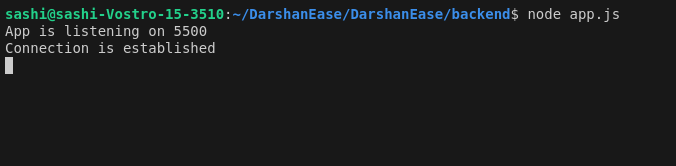 sashi@sashi-Vostro-15-3510:~/DarshanEase/DarshanEase/backend$ node app.js
App is listening on 5500
Connection is established